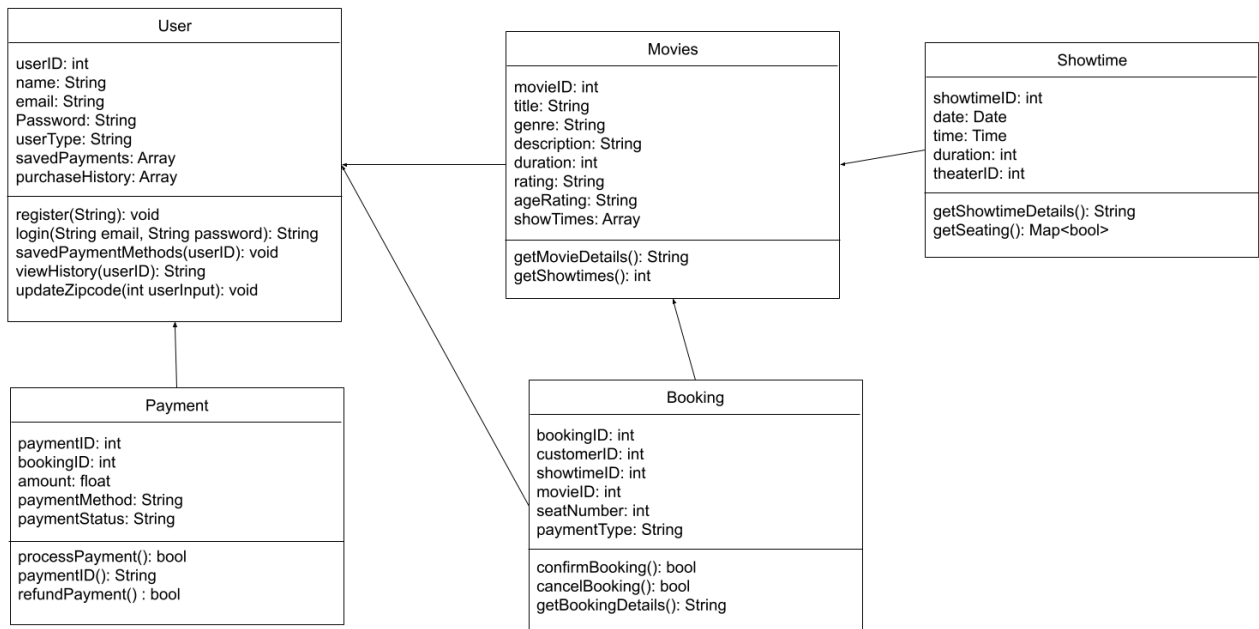 User
userID: int
name: String
email: String
Password: String
userType: String
savedPayments: Array
purchaseHistory: Array
register(String): void
login(String email, String password): String
savedPaymentMethods(userID): void
viewHistory(userID): String
updateZipcode(int userInput): void
Movies
movieID: int
title: String
genre: String
description: String
duration: int
rating: String
ageRating: String
showTimes: Array
getMovieDetails(): String
getShowtimes(): int
Showtime
showtimeID: int
date: Date
time: Time
duration: int
theaterID: int
getShowtimeDetails(): String
getSeating(): Map<bool>
Payment
paymentID: int
bookingID: int
amount: float
paymentMethod: String
paymentStatus: String
processPayment(): bool
paymentID(): String
refundPayment() : bool
Booking
bookingID: int
customerID: int
showtimeID: int
movieID: int
seatNumber: int
paymentType: String
confirmBooking(): bool
cancelBooking(): bool
getBookingDetails(): String